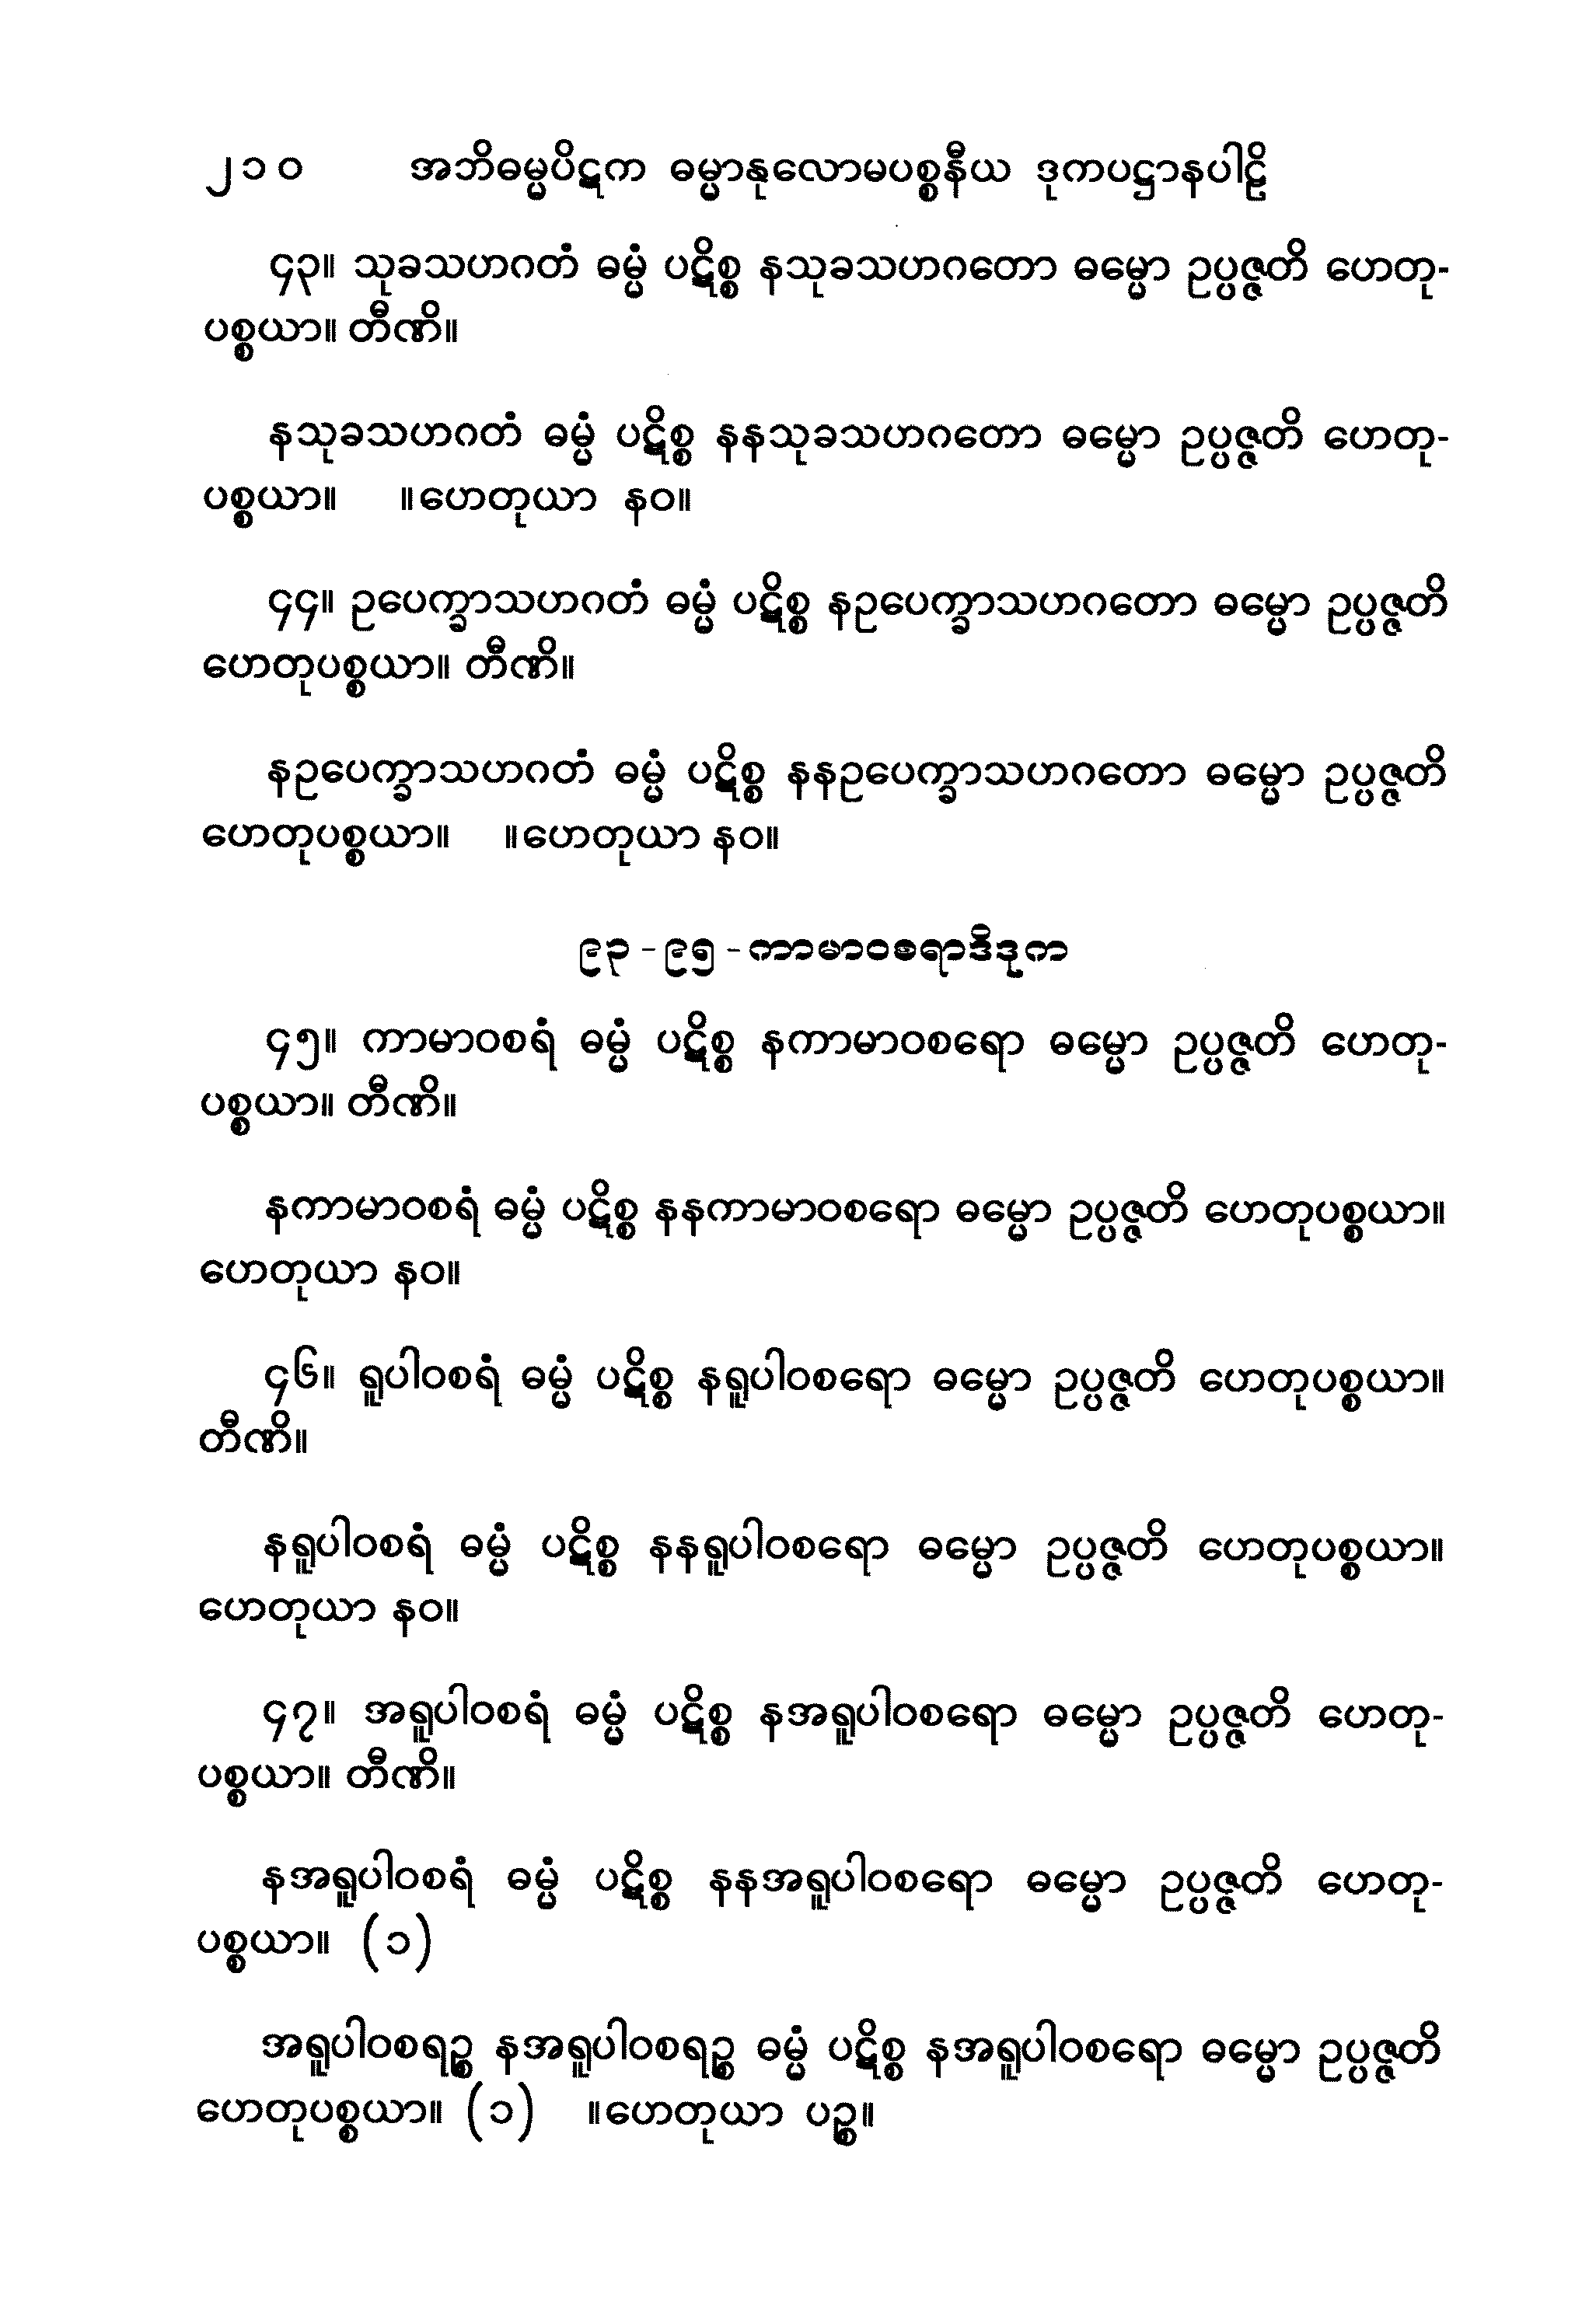 ၂၁၀ အဘိဓမ္မပိဋက ဓမ္မာနုလောမပစ္စနီယ ဒုကပဋ္ဌာနပါဠိ
၄၃။ သုခသဟဂတံ ဓမ္မံ ပဋိစ္စ နသုခသဟဂတော ဓမ္မော ဥပ္ပဇ္ဇတိ ဟေတု-
ပစ္စယာ။ တီဏိ။
နသုခသဟဂတံ ဓမ္မံ ပဋိစ္စ နနသုခသဟဂတော ဓမ္မော ဥပ္ပဇ္ဇတိ ဟေတု-
ပစ္စယာ။ ။ဟေတုယာ နဝ။
၄၄။ ဥပေက္ခာသဟဂတံ ဓမ္မံ ပဋိစ္စ နဥပေက္ခာသဟဂတော ဓမ္မော ဥပ္ပဇ္ဇတိ
ဟေတုပစ္စယာ။ တီဏိ။
နဥပေက္ခာသဟဂတံ ဓမ္မံ ပဋိစ္စ နနဥပေက္ခာသဟဂတော ဓမ္မော ဥပ္ပဇ္ဇတိ
ဟေတုပစ္စယာ။ ။ဟေတုယာ နဝ။
၉၃-၉၅-ကာမာဝစရာဒိဒုက
၄၅။ ကာမာဝစရံ ဓမ္မံ ပဋိစ္စ နကာမာဝစရော ဓမ္မော ဥပ္ပဇ္ဇတိ ဟေတု-
ပစ္စယာ။ တီဏိ။
နကာမာဝစရံ ဓမ္မံ ပဋိစ္စ နနကာမာဝစရော ဓမ္မော ဥပ္ပဇ္ဇတိ ဟေတုပစ္စယာ။
ဟေတုယာ နဝ။
၄၆။ ရူပါဝစရံ ဓမ္မံ ပဋိစ္စ နရူပါဝစရော ဓမ္မော ဥပ္ပဇ္ဇတိ ဟေတုပစ္စယာ။
တီဏိ။
နရူပါဝစရံ ဓမ္မံ ပဋိစ္စ နနရူပါဝစရော ဓမ္မော ဥပ္ပဇ္ဇတိ ဟေတုပစ္စယာ။
ဟေတုယာ နဝ။
၄၇။ အရူပါဝစရံ ဓမ္မံ ပဋိစ္စ နအရူပါဝစရော ဓမ္မော ဥပ္ပဇ္ဇတိ ဟေတု-
ပစ္စယာ။ တီဏိ။
နအရူပါဝစရံ ဓမ္မံ ပဋိစ္စ နနအရူပါဝစရော ဓမ္မော ဥပ္ပဇ္ဇတိ ဟေတု-
ပစ္စယာ။ (၁)
အရူပါဝစရဉ္စ နအရူပါဝစရဉ္စ ဓမ္မံ ပဋိစ္စ နအရူပါဝစရော ဓမ္မော ဥပ္ပဇ္ဇတိ
ဟေတုပစ္စယာ။ (၁) ။ဟေတုယာ ပဉ္စ။